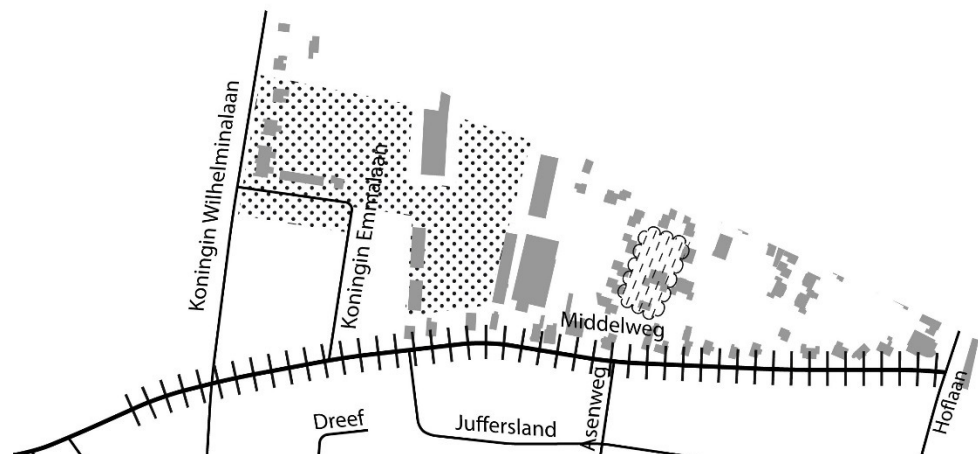 Koningin Wilhelminalaan
Koningin Emmalaan
Middelweg
Asenweg
Hoflaan
Dreef
Juffersland